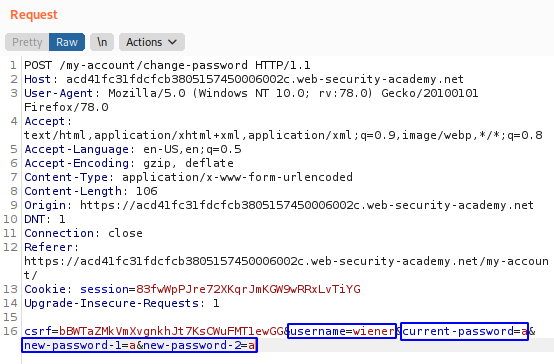 Request
Pretty Raw \n Actions
1 POST /my-account/change-password HTTP/1.1
2 Host: acd41fc31fdcfcb3805157450006002c.web-security-academy.net
3 User-Agent: Mozilla/5.0 (Windows NT 10.0; rv:78.0) Gecko/20100101
Firefox/78.0
4 Accept:
text/html,application/xhtml+xml,application/xml;q=0.9,image/webp,*/*;q=0.8
5 Accept-Language: en-US,en;q=0.5
6 Accept-Encoding: gzip, deflate
7 Content-Type: application/x-www-form-urlencoded
8 Content-Length: 106
9 Origin: https://acd41fc31fdcfcb3805157450006002c.web-security-academy.net
10 DNT: 1
11 Connection: close
12 Referer:
https://acd41fc31fdcfcb3805157450006002c.web-security-academy.net/my-accoun
t/
13 Cookie: session=83fwWpPJre72XKqrJmKGW9wRRxLvTiYG
14 Upgrade-Insecure-Requests: 1
15
16 csrf=bBWTaZMkVmXvgnkhJt7KsCWuFMT1ewGG&username=wiener&current-password=a&
new-password-1=a&new-password-2=a